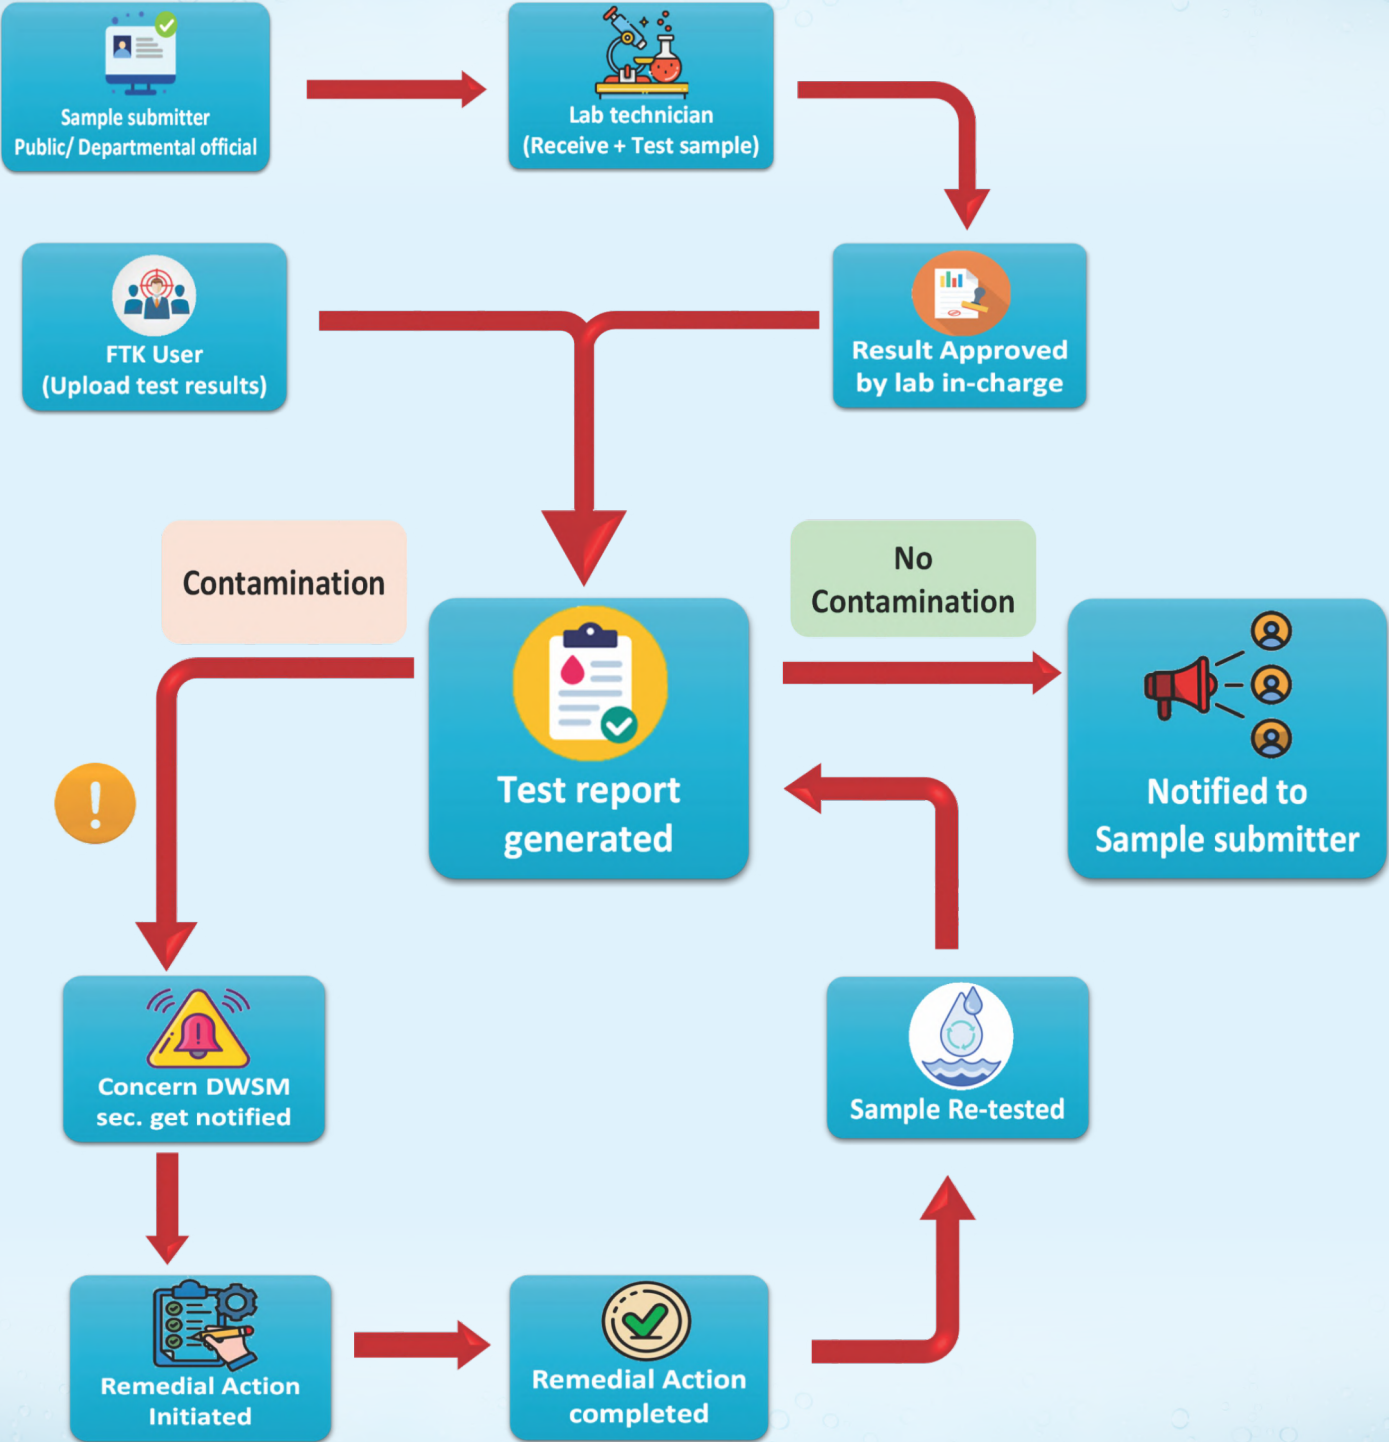 Sample submitter
Public/ Departmental official
Lab technician
(Receive + Test sample)
FTK User
(Upload test results)
Result Approved
by lab in-charge
Contamination
No
Contamination
Test report
generated
Notified to
Sample submitter
Concern DWSM
sec. get notified
Sample Re-tested
Remedial Action
Initiated
Remedial Action
completed